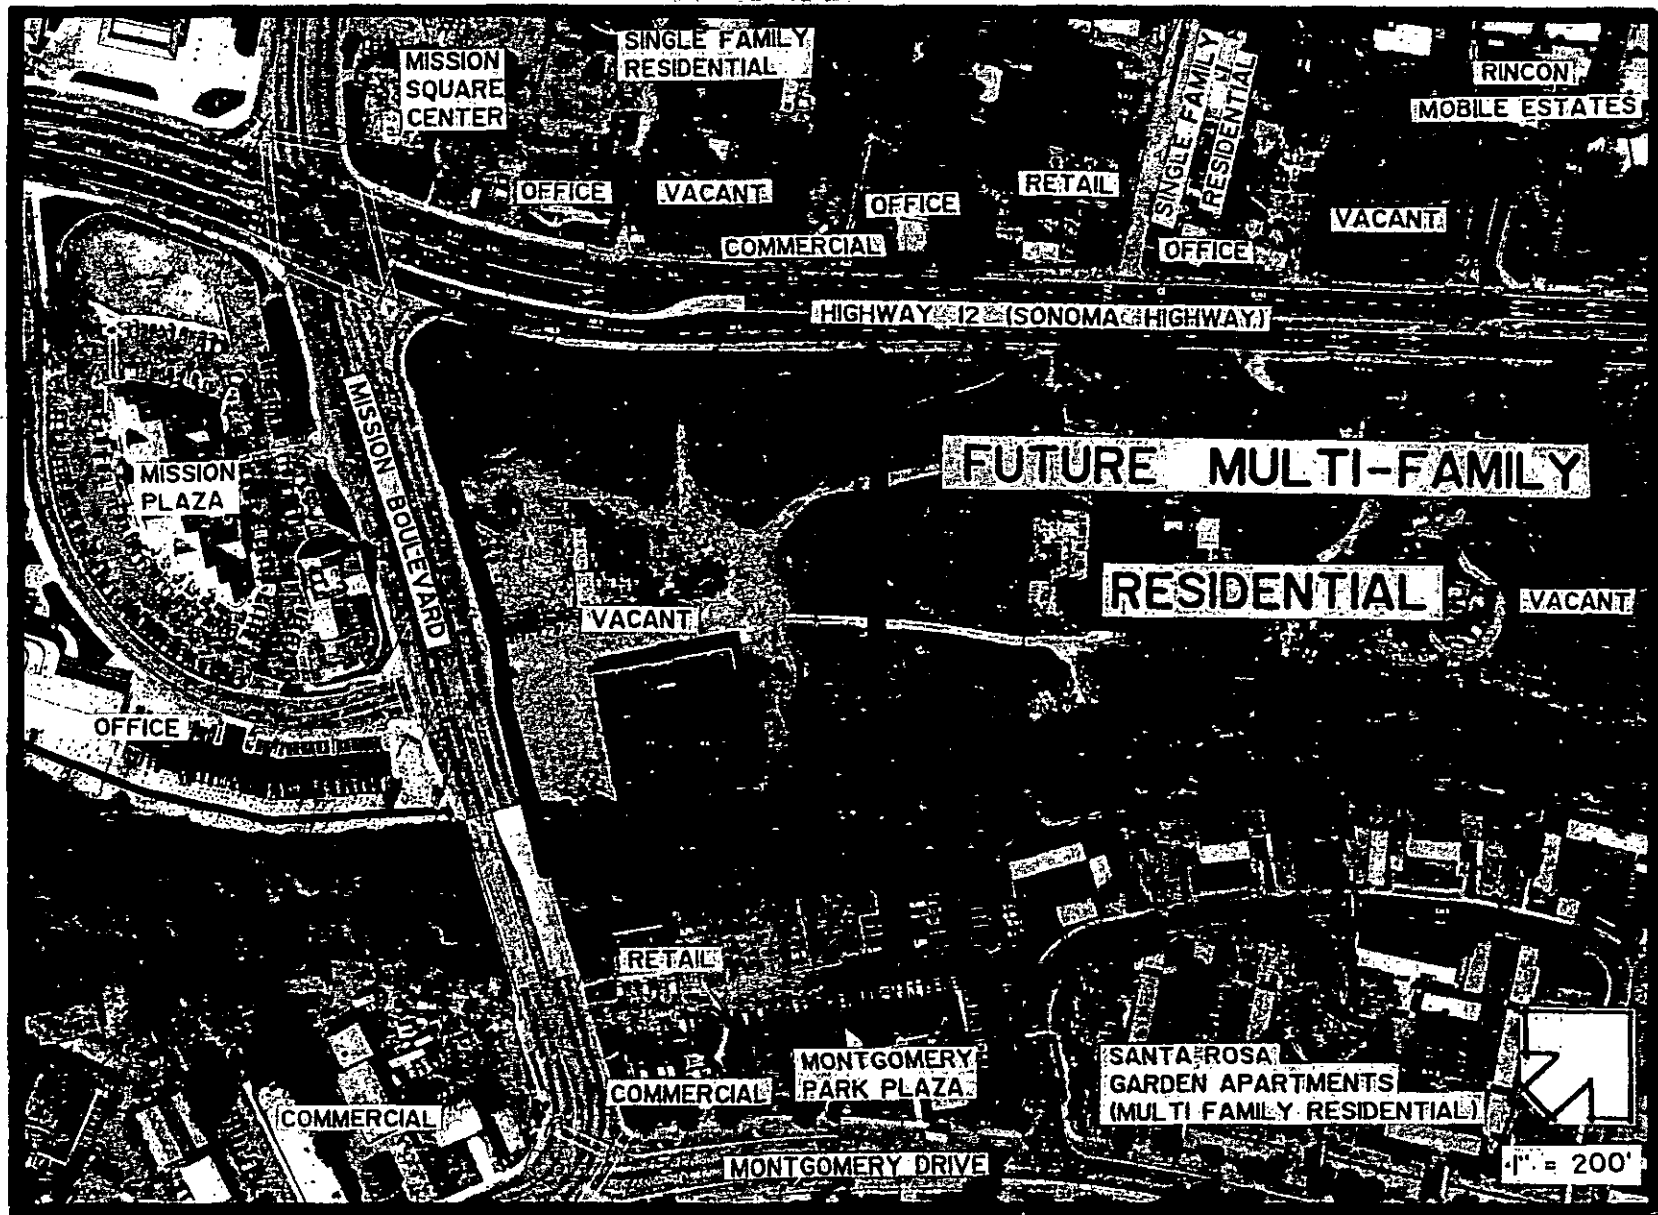 MISSION
SQUARE
CENTER
SINGLE FAMILY
RESIDENTIAL
SINGLE FAMILY
RESIDENTIAL
RINCON
MOBILE ESTATES
OFFICE
VACANT
OFFICE
RETAIL
VACANT
COMMERCIAL
OFFICE
HIGHWAY 12 (SONOMA HIGHWAY)
MISSION BOULEVARD
MISSION
PLAZA
FUTURE MULTI-FAMILY
RESIDENTIAL
VACANT
VACANT
OFFICE
RETAIL
COMMERCIAL
COMMERCIAL
MONTGOMERY
PARK PLAZA
SANTA ROSA
GARDEN APARTMENTS
(MULTI FAMILY RESIDENTIAL)
MONTGOMERY DRIVE
1" = 200'